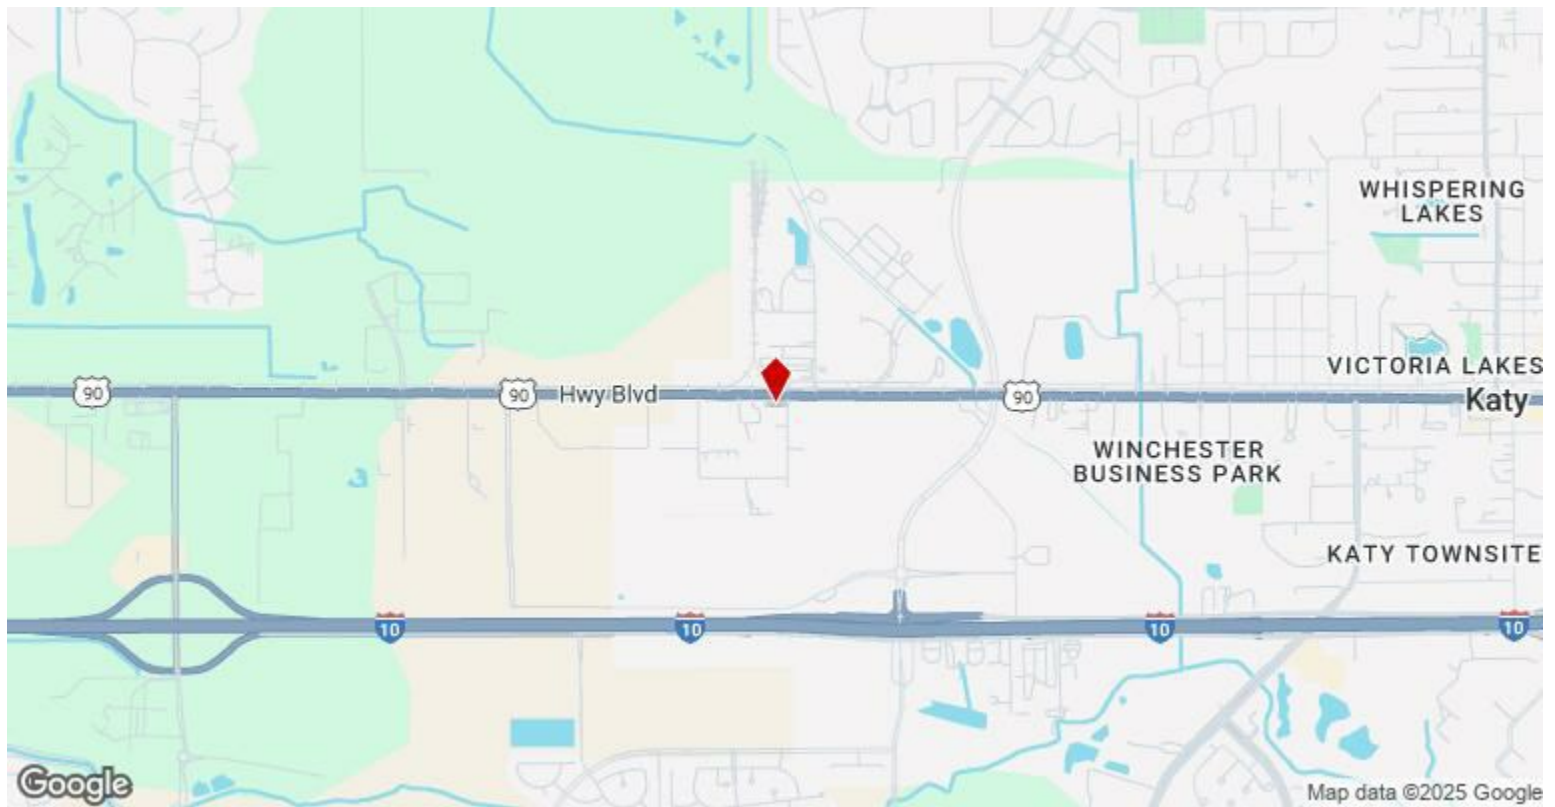 WHISPERING
LAKES
VICTORIA LAKES
90
90
Hwy Blvd
90
Katy
WINCHESTER
BUSINESS PARK
KATY TOWNSITE
10
10
10
10
Google
Map data ©2025 Google